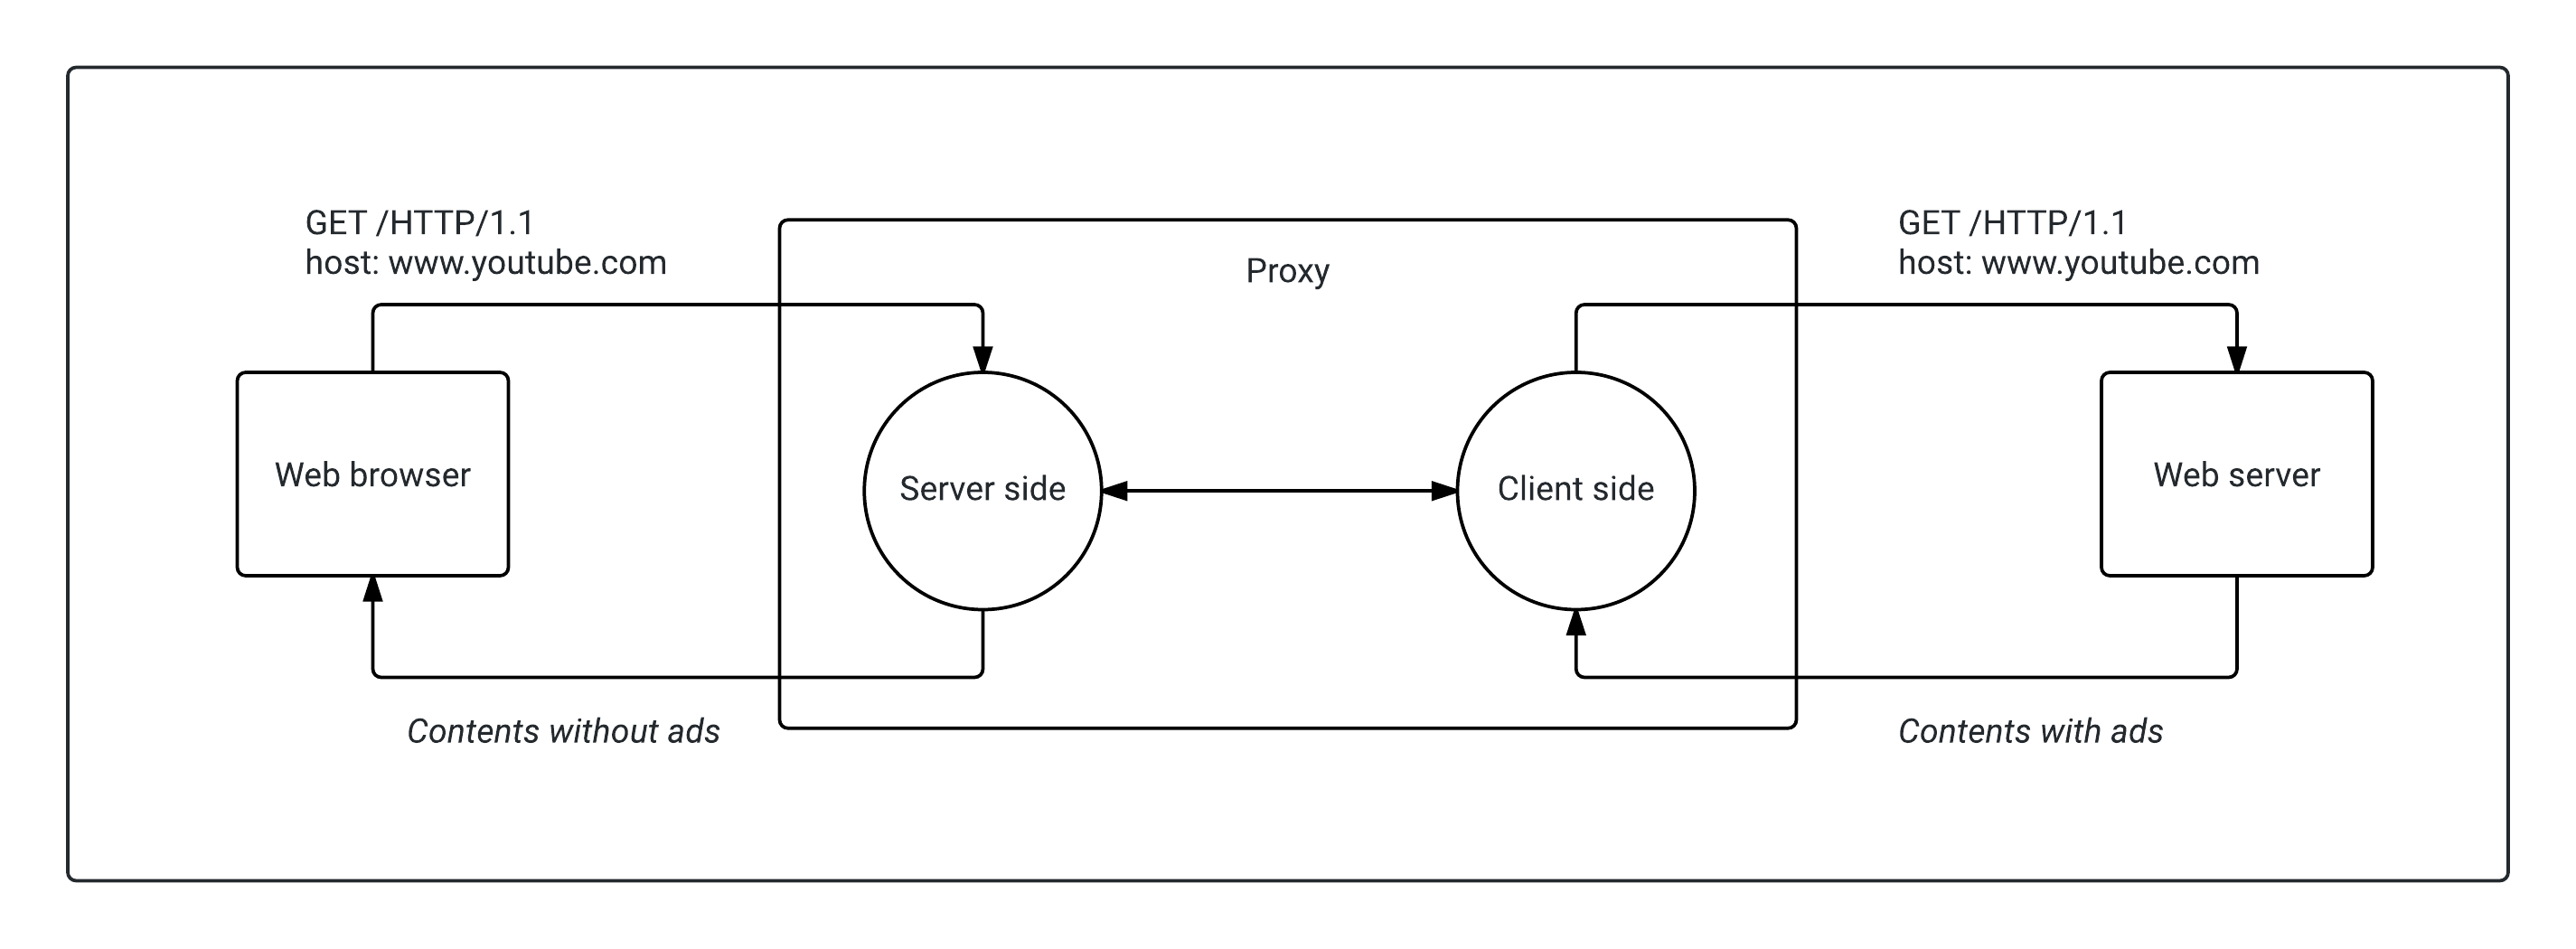 GET /HTTP/1.1
host: www.youtube.com
Proxy
GET /HTTP/1.1
host: www.youtube.com
Web browser
Server side
Client side
Web server
Contents without ads
Contents with ads